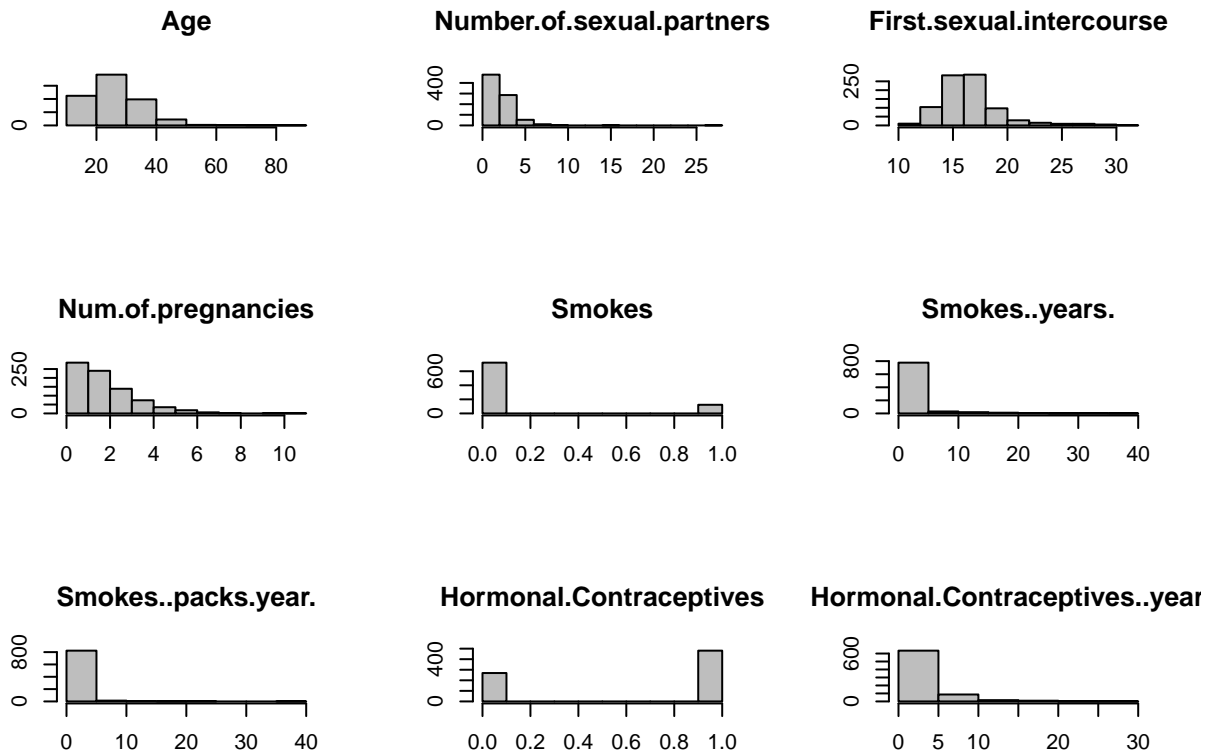 Age
0
20 40 60 80
Number.of.sexual.partners
0 400
0 5 10 15 20 25
First.sexual.intercourse
0 250
10 15 20 25 30
Num.of.pregnancies
0 250
0 2 4 6 8 10
Smokes
0 600
0.0 0.2 0.4 0.6 0.8 1.0
Smokes..years.
0 800
0 10 20 30 40
Smokes..packs.year.
0 800
0 10 20 30 40
Hormonal.Contraceptives
0 400
0.0 0.2 0.4 0.6 0.8 1.0
Hormonal.Contraceptives..year
0 600
0 5 10 20 30